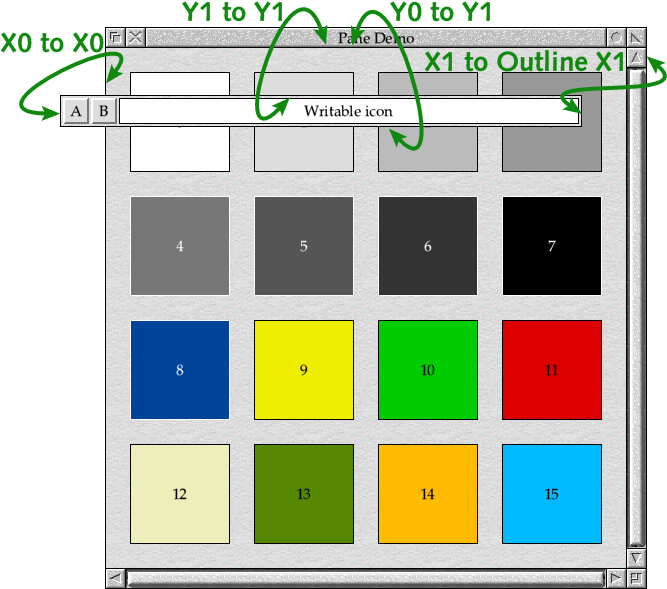 Y1 to Y1
Y0 to Y1
Pane Demo
X0 to X0
X1 to Outline X1
A
B
Writable icon
4
5
6
7
8
9
10
11
12
13
14
15